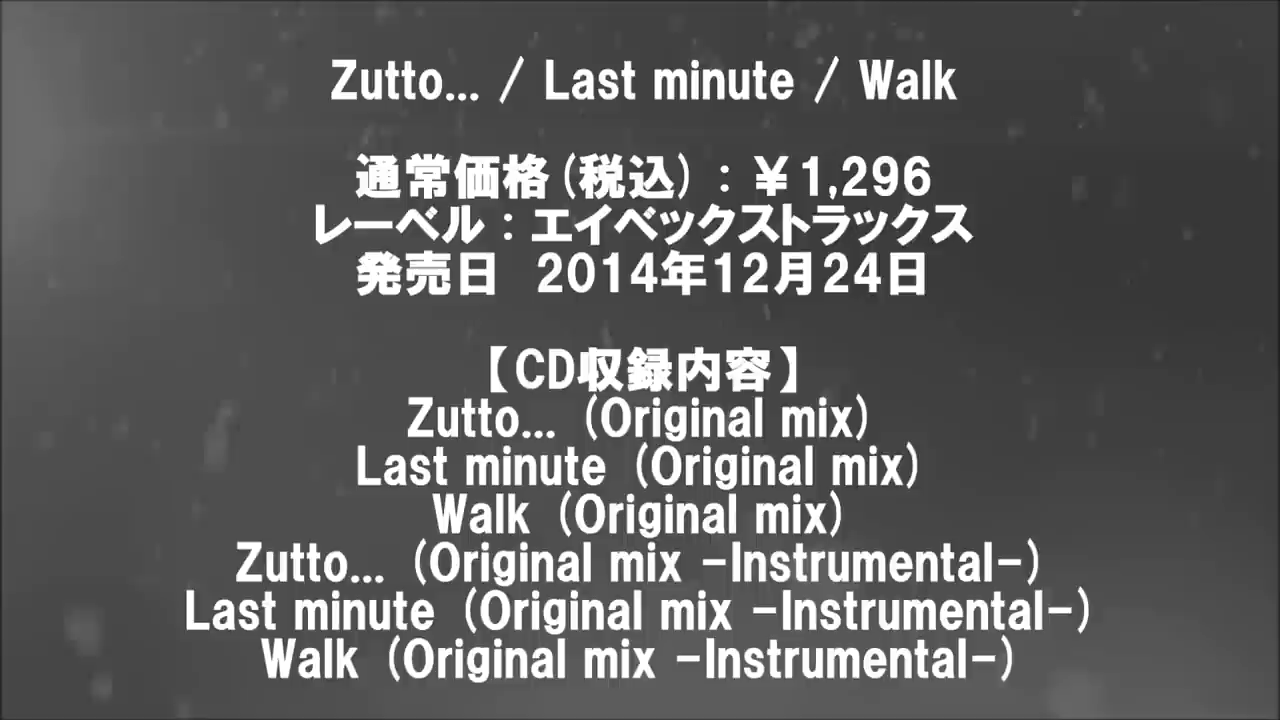 Zutto... / Last minute / Walk
通常価格(税込) : ￥1,296
レーベル : エイベックストラックス
発売日　2014年12月24日
【CD収録内容】
Zutto... (Original mix)
Last minute (Original mix)
Walk (Original mix)
Zutto... (Original mix -Instrumental-)
Last minute (Original mix -Instrumental-)
Walk (Original mix -Instrumental-)